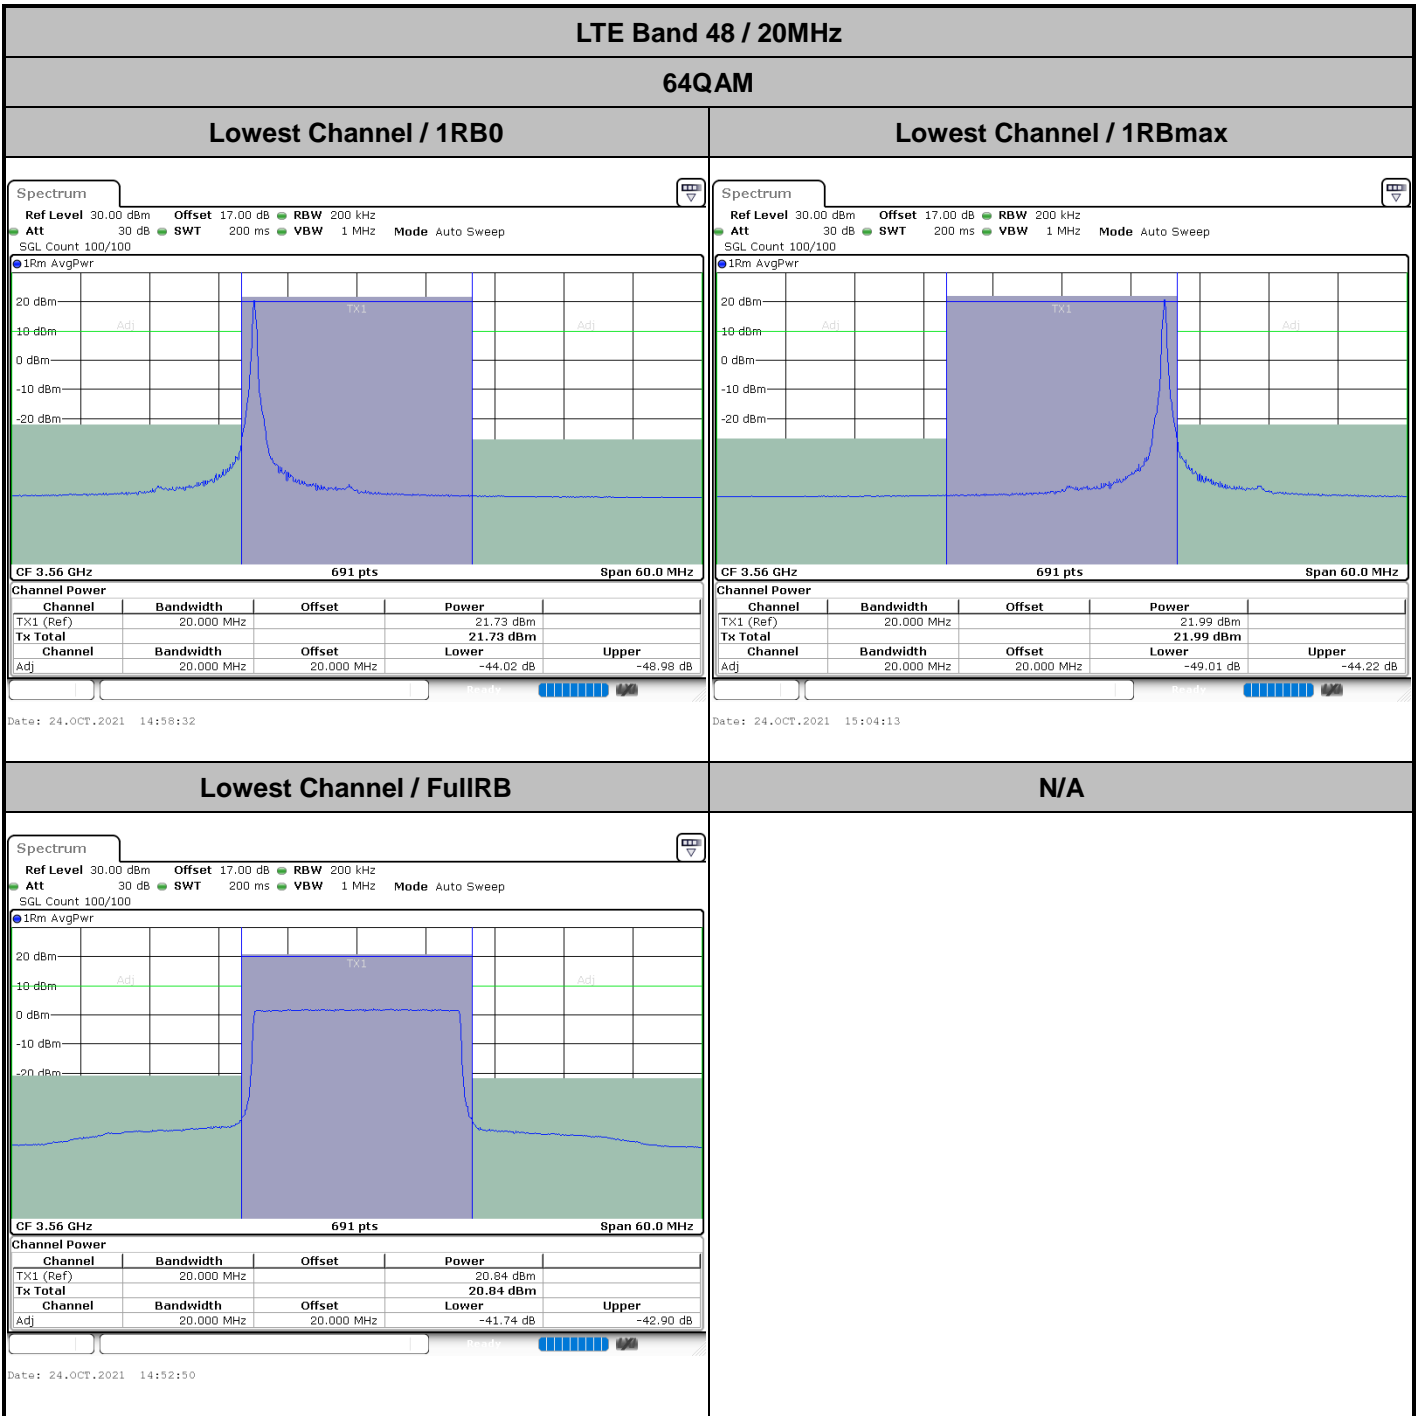 LTE Band 48 / 20MHz
64QAM
Lowest Channel / 1RB0
Lowest Channel / 1RBmax
Spectrum
Ref Level 30.00 dBm Offset 17.00 dB RBW 200 kHz
Att 30 dB SWT 200 ms VBW 1 MHz Mode Auto Sweep
SGL Count 100/100
1Rm AvgPwr
20 dBm
10 dBm
0 dBm
-10 dBm
-20 dBm
Adj
TX1
Adj
CF 3.56 GHz 691 pts Span 60.0 MHz
Channel Power
Channel Bandwidth Offset Power
TX1 (Ref) 20.000 MHz 21.73 dBm
Tx Total 21.73 dBm
Channel Bandwidth Offset Lower Upper
Adj 20.000 MHz 20.000 MHz -44.02 dB -48.98 dB
Ready
Date: 24.OCT.2021 14:58:32
Spectrum
Ref Level 30.00 dBm Offset 17.00 dB RBW 200 kHz
Att 30 dB SWT 200 ms VBW 1 MHz Mode Auto Sweep
SGL Count 100/100
1Rm AvgPwr
20 dBm
10 dBm
0 dBm
-10 dBm
-20 dBm
Adj
TX1
Adj
CF 3.56 GHz 691 pts Span 60.0 MHz
Channel Power
Channel Bandwidth Offset Power
TX1 (Ref) 20.000 MHz 21.99 dBm
Tx Total 21.99 dBm
Channel Bandwidth Offset Lower Upper
Adj 20.000 MHz 20.000 MHz -49.01 dB -44.22 dB
Ready
Date: 24.OCT.2021 15:04:13
Lowest Channel / FullRB
N/A
Spectrum
Ref Level 30.00 dBm Offset 17.00 dB RBW 200 kHz
Att 30 dB SWT 200 ms VBW 1 MHz Mode Auto Sweep
SGL Count 100/100
1Rm AvgPwr
20 dBm
10 dBm
0 dBm
-10 dBm
-20 dBm
Adj
TX1
Adj
CF 3.56 GHz 691 pts Span 60.0 MHz
Channel Power
Channel Bandwidth Offset Power
TX1 (Ref) 20.000 MHz 20.84 dBm
Tx Total 20.84 dBm
Channel Bandwidth Offset Lower Upper
Adj 20.000 MHz 20.000 MHz -41.74 dB -42.90 dB
Ready
Date: 24.OCT.2021 14:52:50